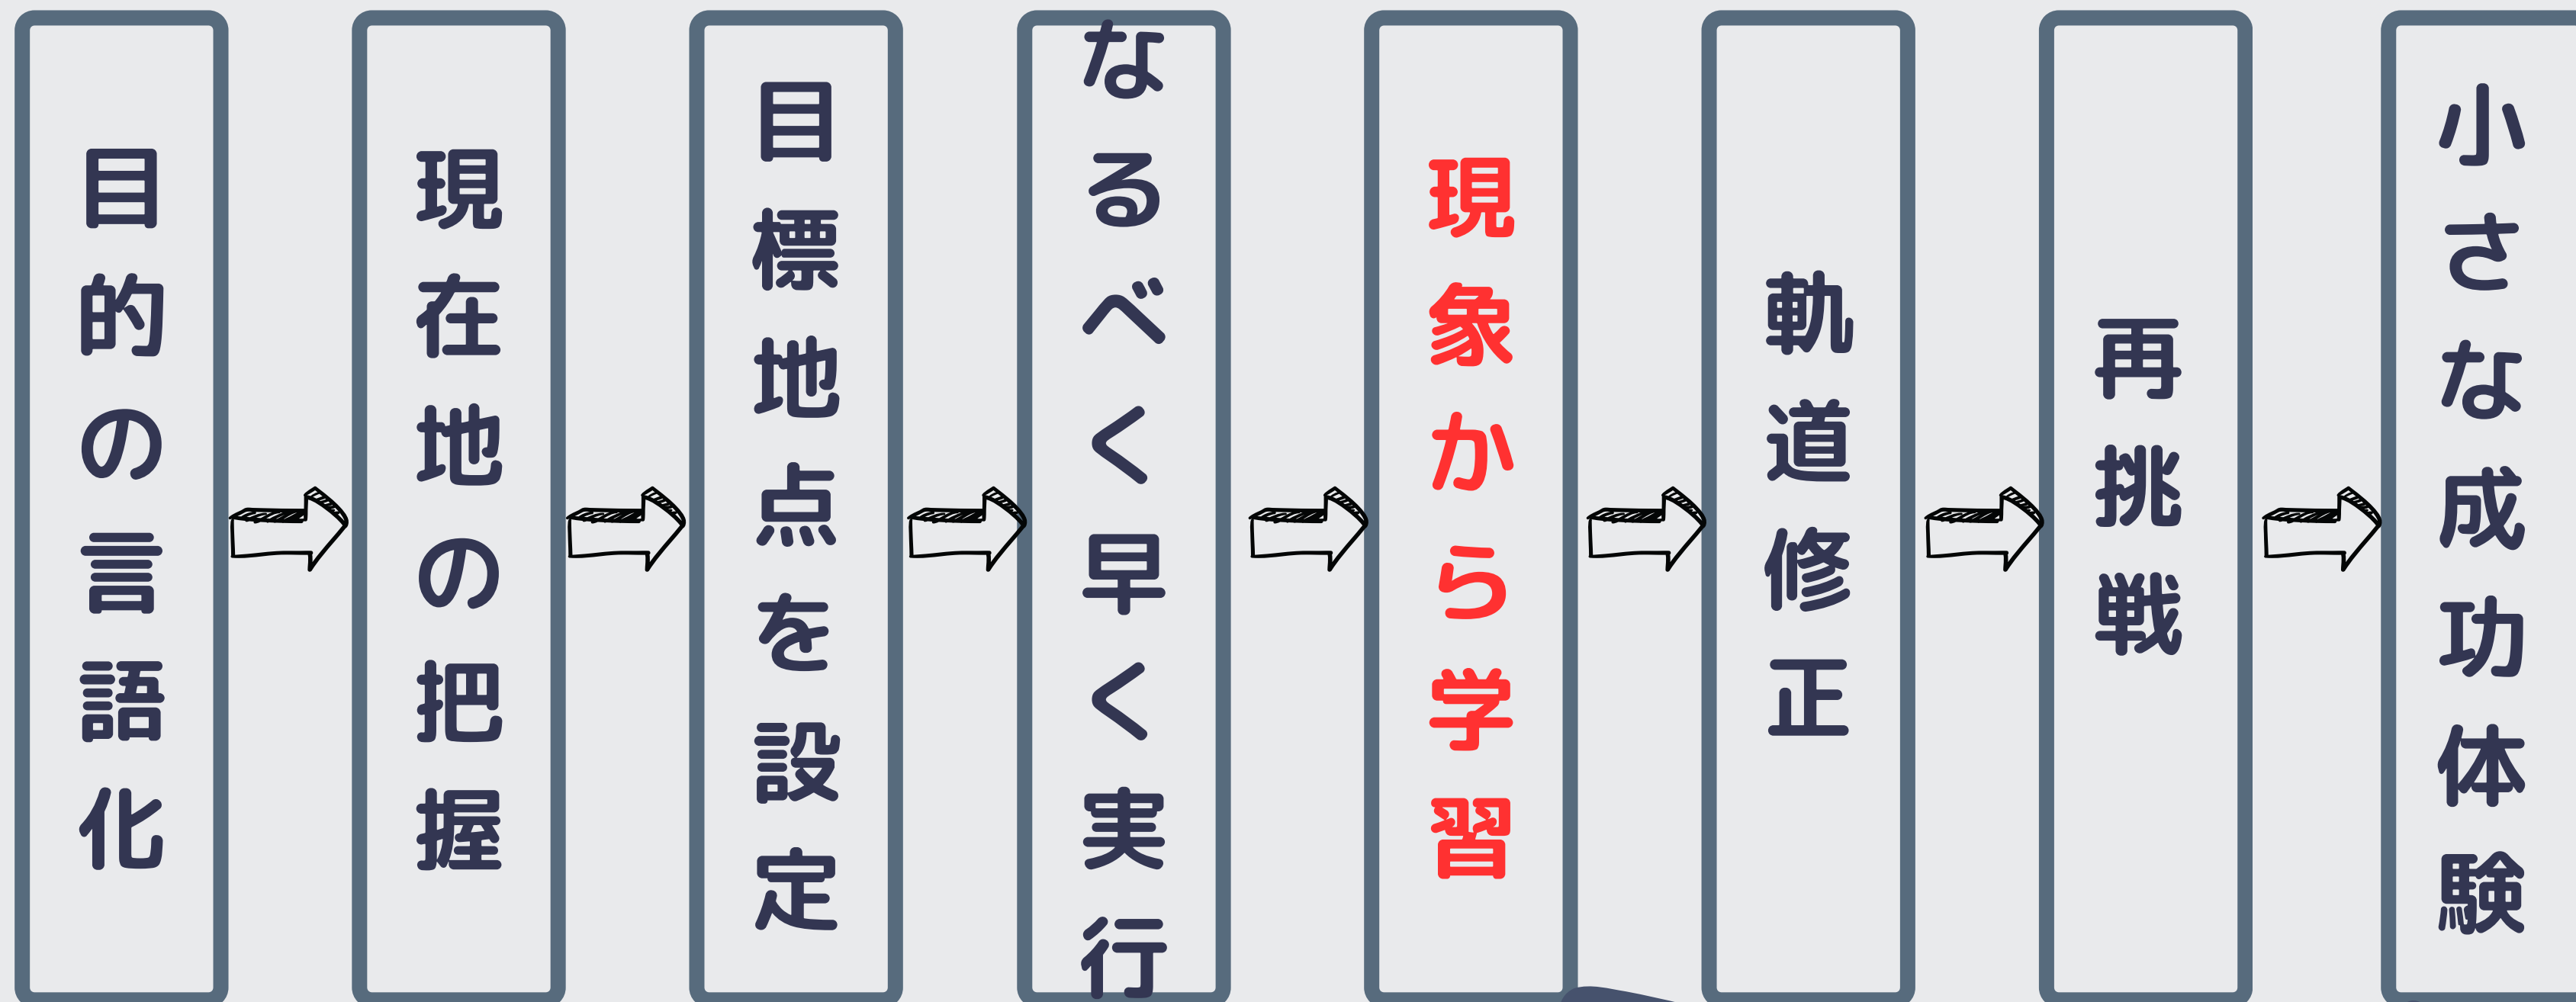 目的の言語化
現在地の把握
目標地点を設定
なるべく早く実行
現象から学習
軌道修正
再挑戦
小さな成功体験